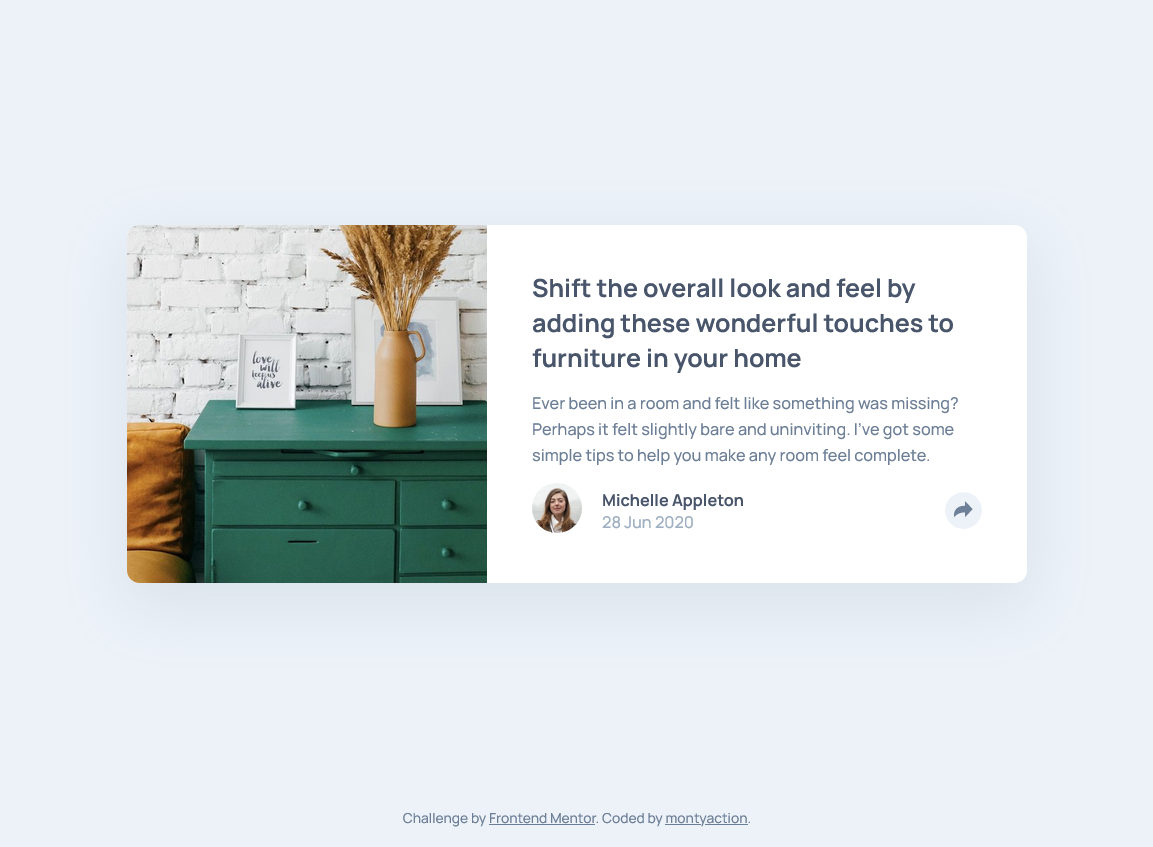 love
will
keep us
alive
Shift the overall look and feel by
adding these wonderful touches to
furniture in your home
Ever been in a room and felt like something was missing?
Perhaps it felt slightly bare and uninviting. I've got some
simple tips to help you make any room feel complete.
Michelle Appleton
28 Jun 2020
Challenge by Frontend Mentor. Coded by montyaction.